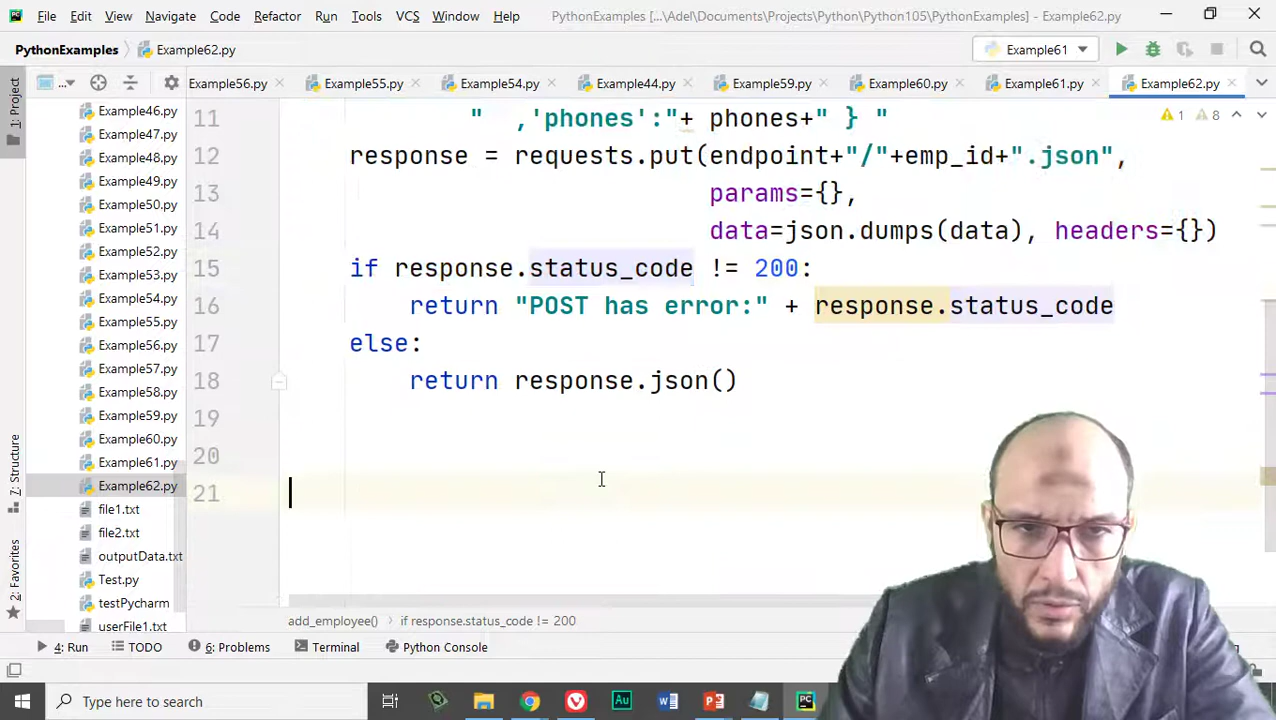 File Edit View Navigate Code Refactor Run Tools VCS Window Help PythonExamples [...\Adel\Documents\Projects\Python\Python105\PythonExamples] - Example62.py
PythonExamples Example62.py Example61
... Example56.py Example55.py Example54.py Example44.py Example59.py Example60.py Example61.py Example62.py
1: Project
Example46.py
Example47.py
Example48.py
Example49.py
Example50.py
Example51.py
Example52.py
Example53.py
Example54.py
Example55.py
Example56.py
Example57.py
Example58.py
Example59.py
Example60.py
Example61.py
Example62.py
file1.txt
file2.txt
outputData.txt
Test.py
testPycharm
userFile1.txt
7: Structure
2: Favorites
1 8
11 " ,'phones':"+ phones+" } "
12 response = requests.put(endpoint+"/"+emp_id+".json",
13 params={},
14 data=json.dumps(data), headers={})
15 if response.status_code != 200:
16 return "POST has error:" + response.status_code
17 else:
18 return response.json()
19
20
21
add_employee() if response.status_code != 200
4: Run TODO 6: Problems Terminal Python Console
Type here to search